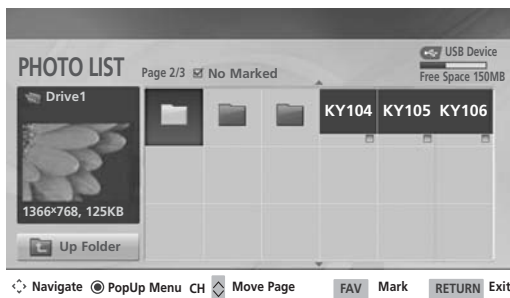 USB Device
PHOTO LIST
Page 2/3
No Marked
Free Space 150MB
Drive1
KY104
KY105
KY106
1366x768, 125KB
Up Folder
Navigate
PopUp Menu
CH
Move Page
FAV
Mark
RETURN
Exit